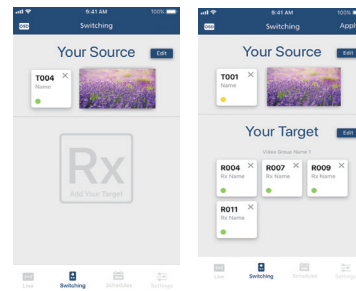 9:41 AM 100%
Switching
Your Source Edit
T004
Name
Rx
Add Your Target
Live Switching Schedules Settings
9:41 AM 100%
Switching Appl
Your Source Edit
T001
Name
Your Target Edit
Video Group Name 1
R004 R007 R009
Rx Name Rx Name Rx Name
R011
Rx Name
Live Switching Schedules Settings